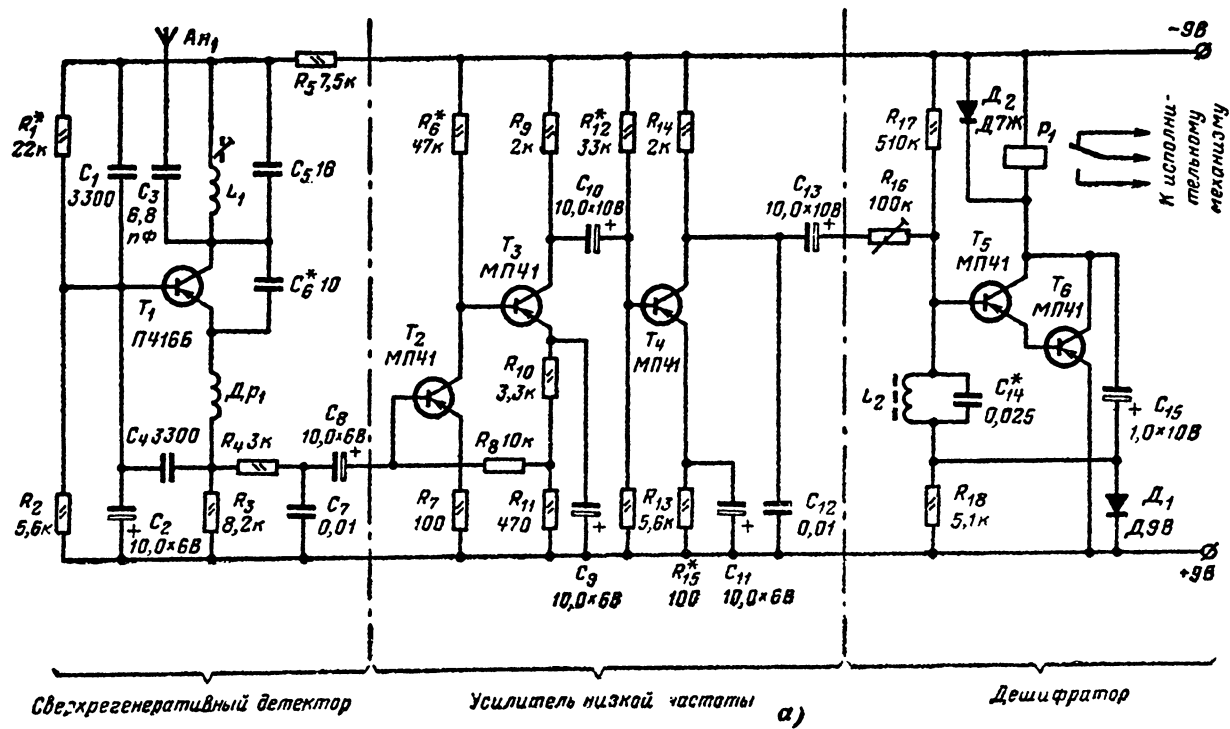 Ан1
−9В
R5 7,5к
R1*
22к
C1
3300
C3
6,8
пФ
L1
C5 18
R6*
47к
R9
2к
R12*
33к
R14
2к
R17
510к
Д2
Д7Ж
P1
К исполни-
тельному
механизму
C10
10,0×10В
+
C13
10,0×10В
+
R16
100к
T1
П416Б
C6* 10
T3
МП41
T2
МП41
T4
МП41
T5
МП41
T6
МП41
Др1
R10
3,3к
L2
C14*
0,025
C15
1,0×10В
+
C4 3300
R4 3к
C8
10,0×6В
+
R8 10к
R2
5,6к
C2
10,0×6В
+
R3
8,2к
C7
0,01
R7
100
R11
470
C9
10,0×6В
+
R13
5,6к
R15*
100
C11
10,0×6В
+
C12
0,01
R18
5,1к
Д1
Д9В
+9В
Сверхрегенеративный детектор
Усилитель низкой частоты
Дешифратор
а)